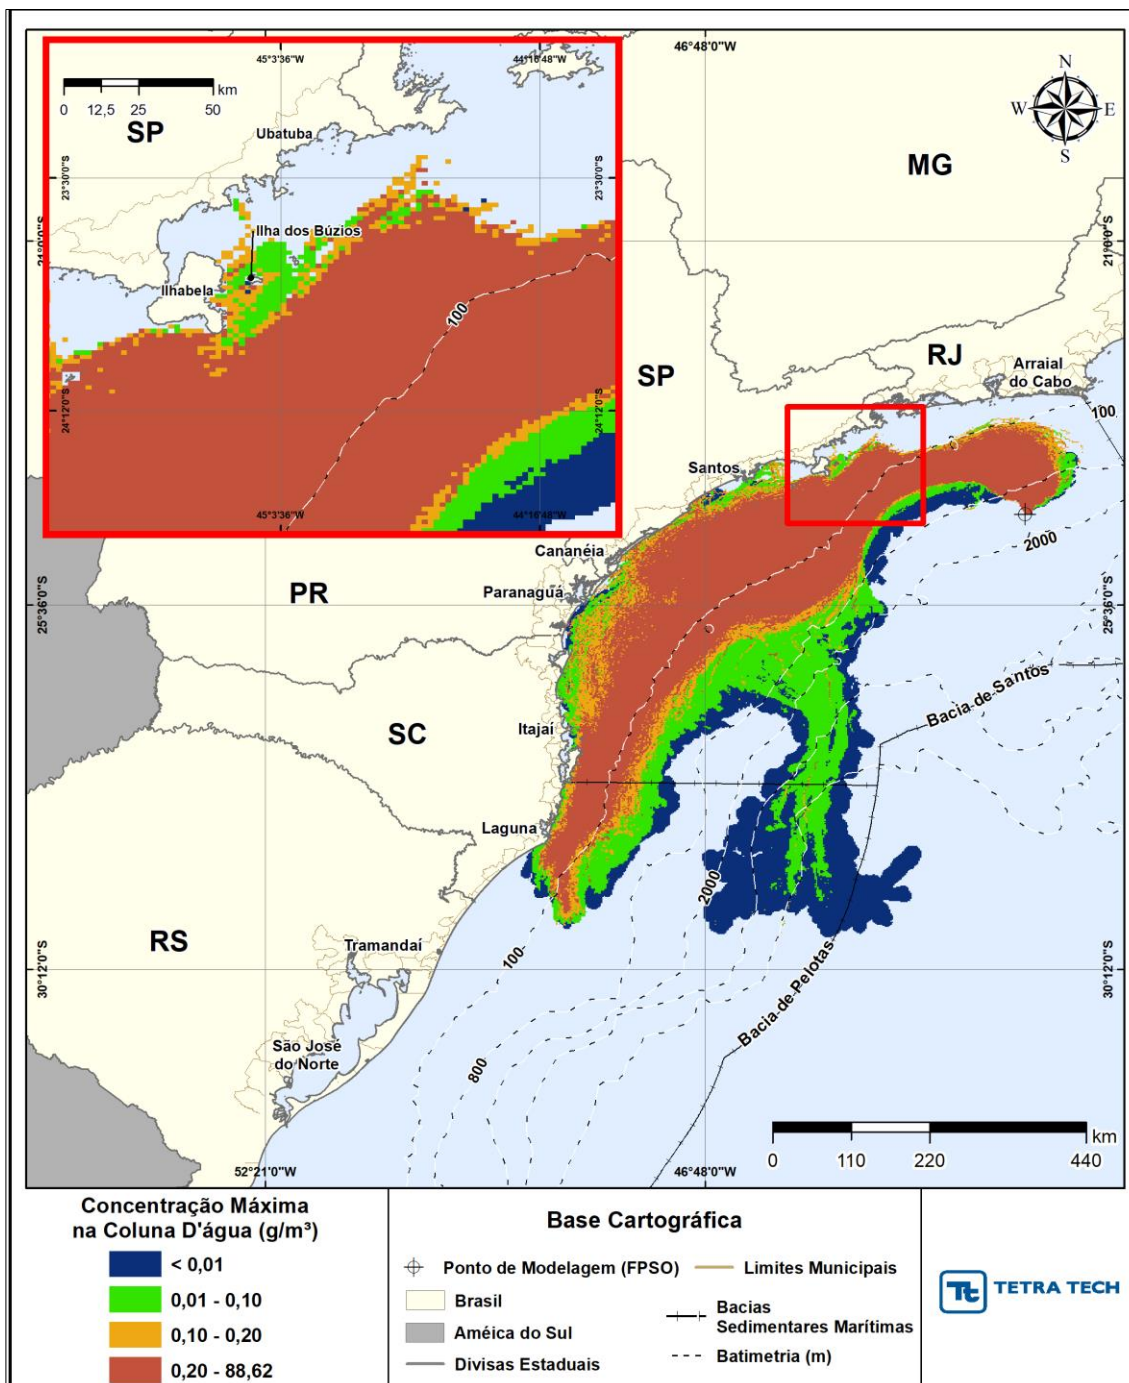 45°3'36"W
44°16'48"W
46°48'0"W
km
0 12,5 25 50
SP
Ubatuba
23°30'0"S
23°30'0"S
Ilha dos Búzios
Ilhabela
100
24°12'0"S
24°12'0"S
45°3'36"W
44°16'48"W
N
W E
S
MG
21°0'0"S
21°0'0"S
RJ
Arraial
do Cabo
SP
100
Santos
2000
Cananéia
Paranaguá
PR
25°36'0"S
25°36'0"S
Bacia de Santos
Itajaí
SC
Laguna
2000
RS
Tramandaí
100
30°12'0"S
30°12'0"S
Bacia de Pelotas
São José
do Norte
800
km
0 110 220 440
52°21'0"W
46°48'0"W
Concentração Máxima
na Coluna D'água (g/m³)
< 0,01
0,01 - 0,10
0,10 - 0,20
0,20 - 88,62
Base Cartográfica
Ponto de Modelagem (FPSO)
Limites Municipais
Brasil
Bacias
Sedimentares Marítimas
Améica do Sul
Divisas Estaduais
Batimetria (m)
Tt TETRA TECH